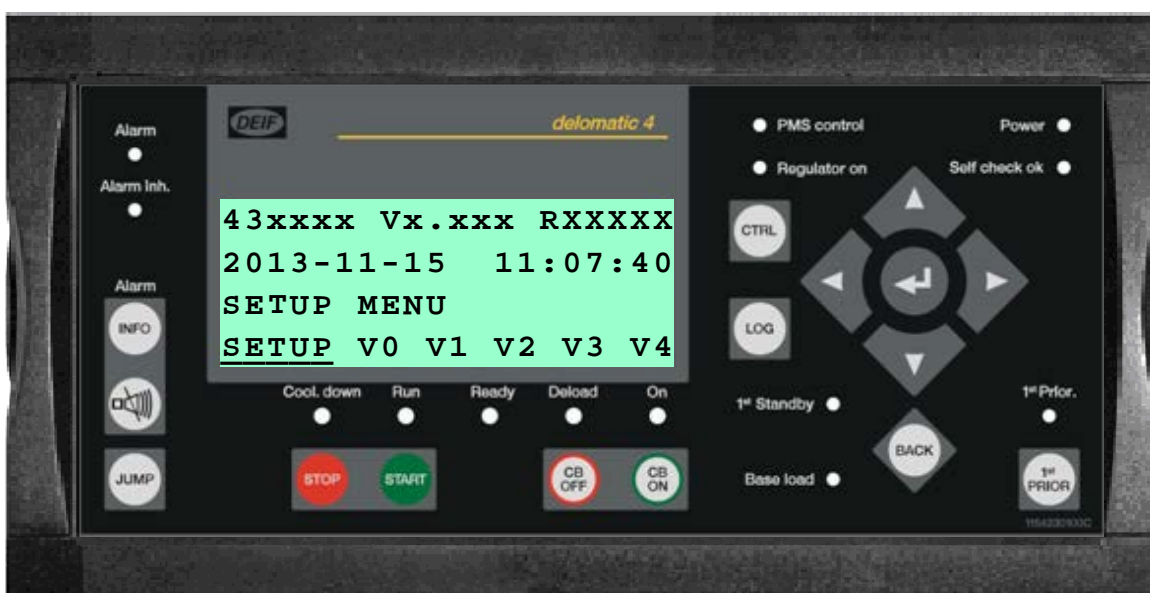 Alarm
Alarm Inh.
Alarm
INFO
JUMP
DEIF
delomatic 4
43xxxx Vx.xxx RXXXXX
2013-11-15 11:07:40
SETUP MENU
SETUP V0 V1 V2 V3 V4
Cool. down Run Ready Deload On
STOP START
CB OFF
CB ON
PMS control
Regulator on
Power
Self check ok
CTRL
LOG
1st Standby
Base load
BACK
1st Prior.
1st
PRIOR
1154230100C